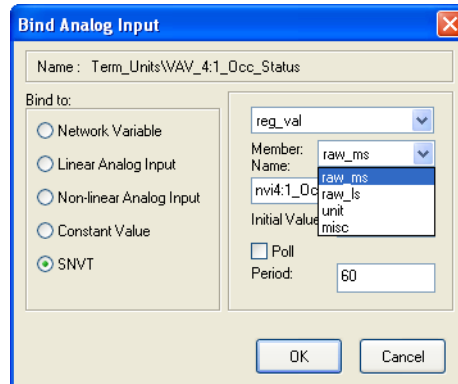 Bind Analog Input
Name : Term_Units\VAV_4:1_Occ_Status
Bind to:
Network Variable
Linear Analog Input
Non-linear Analog Input
Constant Value
SNVT
reg_val
Member:
raw_ms
Name:
raw_ms
raw_ls
unit
misc
nvi4:1_Oc
Initial Value
Poll
Period:
60
OK
Cancel